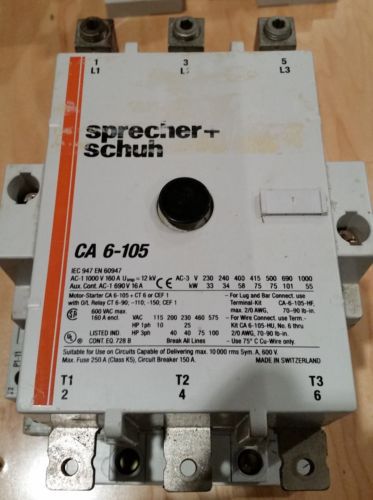 1 3 5
L1 L2 L3
sprecher+
schuh
CA 6-105
IEC 947 EN 60947
AC-1 1000 V 160 A Uimp = 12 kV
Aux. Cont. AC-1 690 V 16 A
AC-3 V 230 240 400 415 500 690 1000
kW 33 34 58 75 75 101 55
Motor-Starter CA 6-105 + CT 6 or CEF 1
with O/L Relay CT 6-90; -110; -150; CEF 1
600 VAC max.
160 A encl.
VAC 115 200 230 460 575
HP 1ph 10 25
LISTED IND. HP 3ph 40 40 75 100
CONT. EQ. 728 B Break All Lines
- For Lug and Bar Connect. use
Terminal-Kit CA-6-105-HF,
max. 2/0 AWG, 70-90 lb-in.
- For Wire Connect. use Term.-
Kit CA 6-105-HU, No. 6 thru
2/0 AWG, 70-90 lb-in.
- Use 75° C Cu-Wire only.
Suitable for Use on Circuits Capable of Delivering max. 10 000 rms Sym. A, 600 V.
Max. Fuse 250 A (Class K5), Circuit Breaker 150 A. MADE IN SWITZERLAND
T1 T2 T3
2 4 6